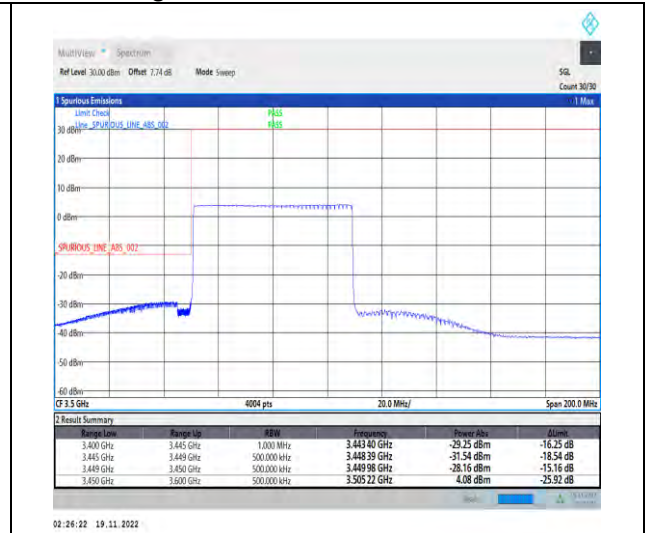 MultiView Spectrum
Ref Level 30.00 dBm Offset 7.74 dB Mode Sweep SGL
Count 30/30
1 Spurious Emissions 1 Max
Limit Check PASS
Line _SPURIOUS_LINE_ABS_002 PASS
30 dBm
20 dBm
10 dBm
0 dBm
_SPURIOUS_LINE_ABS_002
-20 dBm
-30 dBm
-40 dBm
-50 dBm
-60 dBm
CF 3.5 GHz 4004 pts 20.0 MHz/ Span 200.0 MHz
2 Result Summary
Range Low Range Up RBW Frequency Power Abs ΔLimit
3.400 GHz 3.445 GHz 1.000 MHz 3.443 40 GHz -29.25 dBm -16.25 dB
3.445 GHz 3.449 GHz 500.000 kHz 3.448 39 GHz -31.54 dBm -18.54 dB
3.449 GHz 3.450 GHz 500.000 kHz 3.449 98 GHz -28.16 dBm -15.16 dB
3.450 GHz 3.600 GHz 500.000 kHz 3.505 22 GHz 4.08 dBm -25.92 dB
02:26:22 19.11.2022